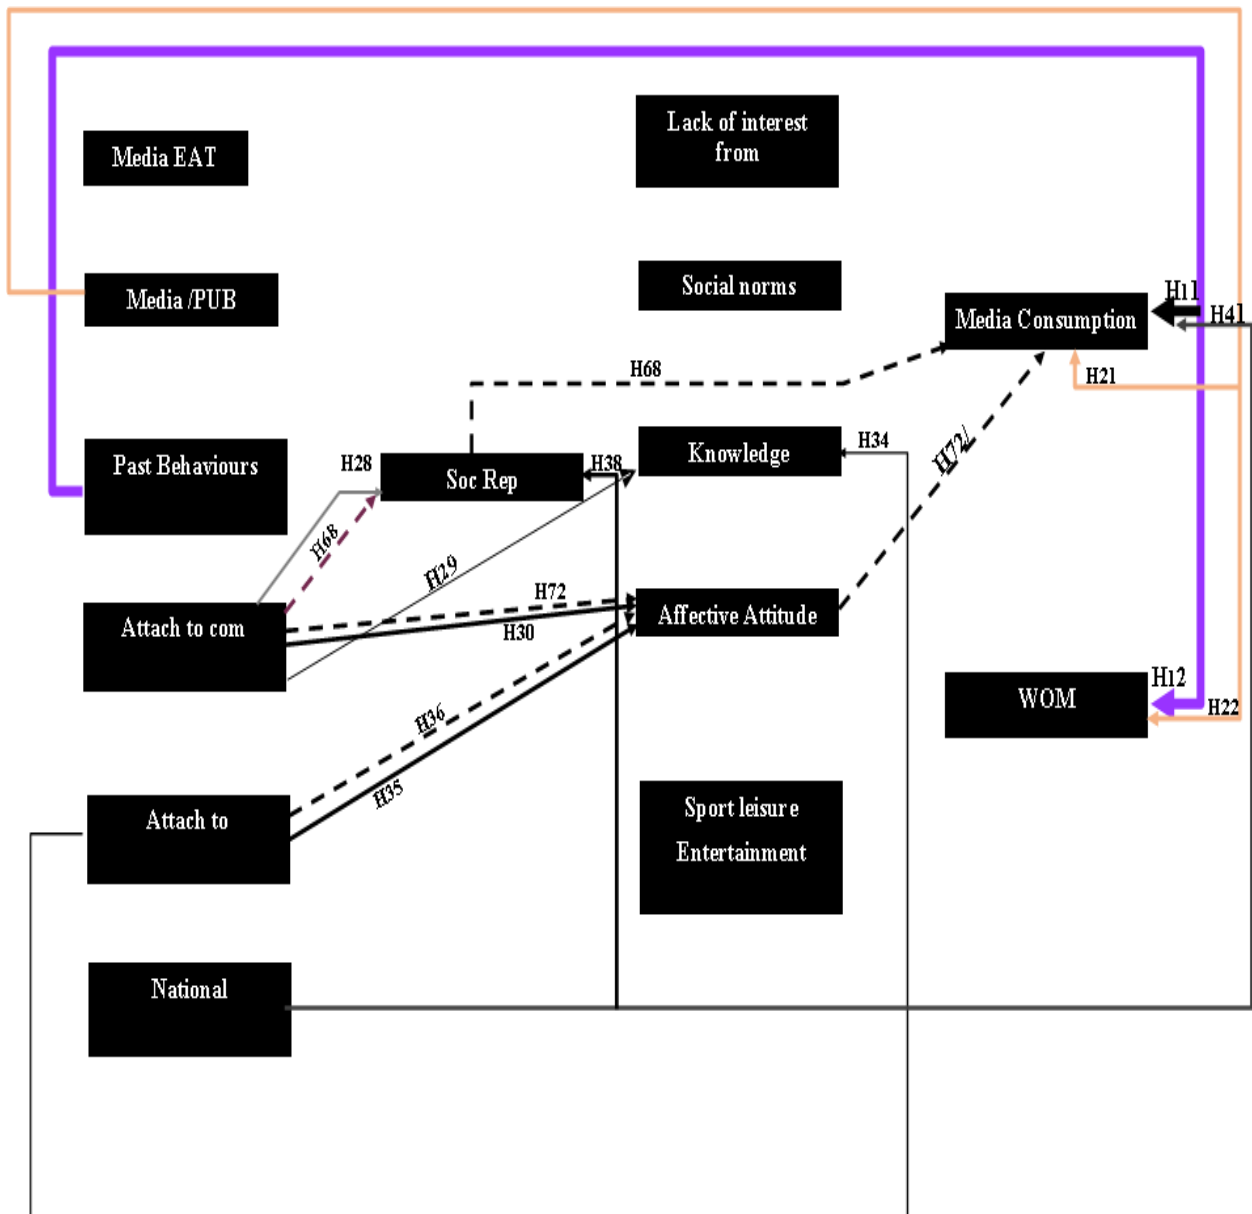 Lack of interest
from
Media EAT
Social norms
Media /PUB
H11
Media Consumption
H41
H68
H21
Past Behaviours
H28
Soc Rep
H38
Knowledge
H34
H72/
H68
H29
H72
H30
Attach to com
Affective Attitude
H36
H35
WOM
H12
H22
Attach to
Sport leisure
Entertainment
National